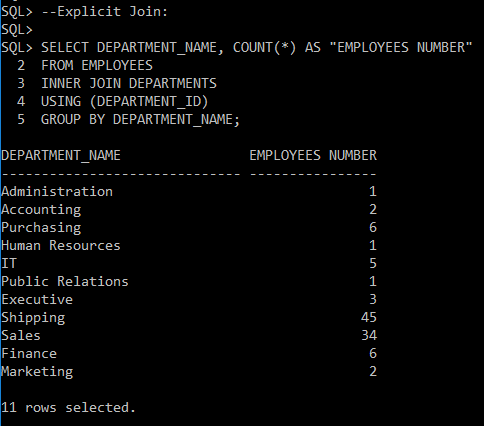 SQL> --Explicit Join:
SQL>
SQL> SELECT DEPARTMENT_NAME, COUNT(*) AS "EMPLOYEES NUMBER"
  2  FROM EMPLOYEES
  3  INNER JOIN DEPARTMENTS
  4  USING (DEPARTMENT_ID)
  5  GROUP BY DEPARTMENT_NAME;

DEPARTMENT_NAME                EMPLOYEES NUMBER
------------------------------ ----------------
Administration                                1
Accounting                                    2
Purchasing                                    6
Human Resources                               1
IT                                            5
Public Relations                              1
Executive                                     3
Shipping                                     45
Sales                                        34
Finance                                       6
Marketing                                     2

11 rows selected.